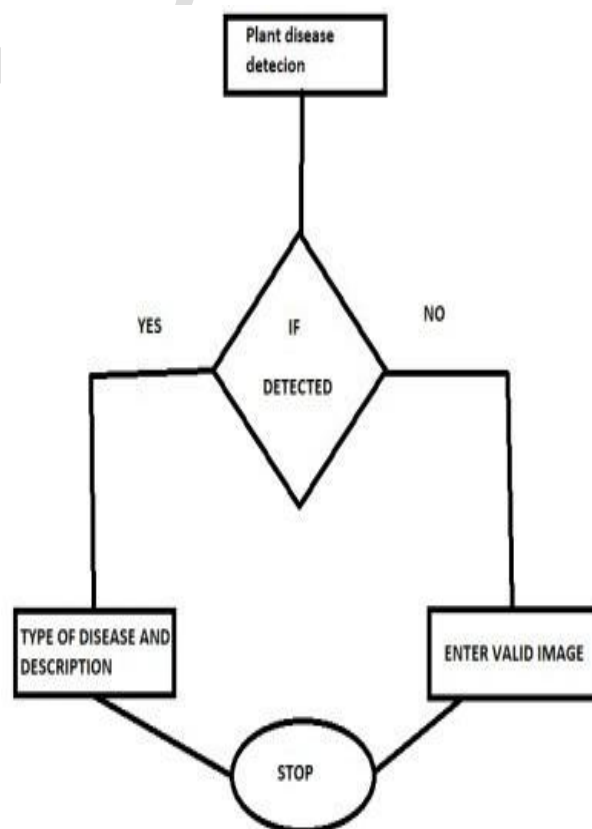 Plant disease
detecion
YES
IF
NO
DETECTED
TYPE OF DISEASE AND
DESCRIPTION
ENTER VALID IMAGE
STOP